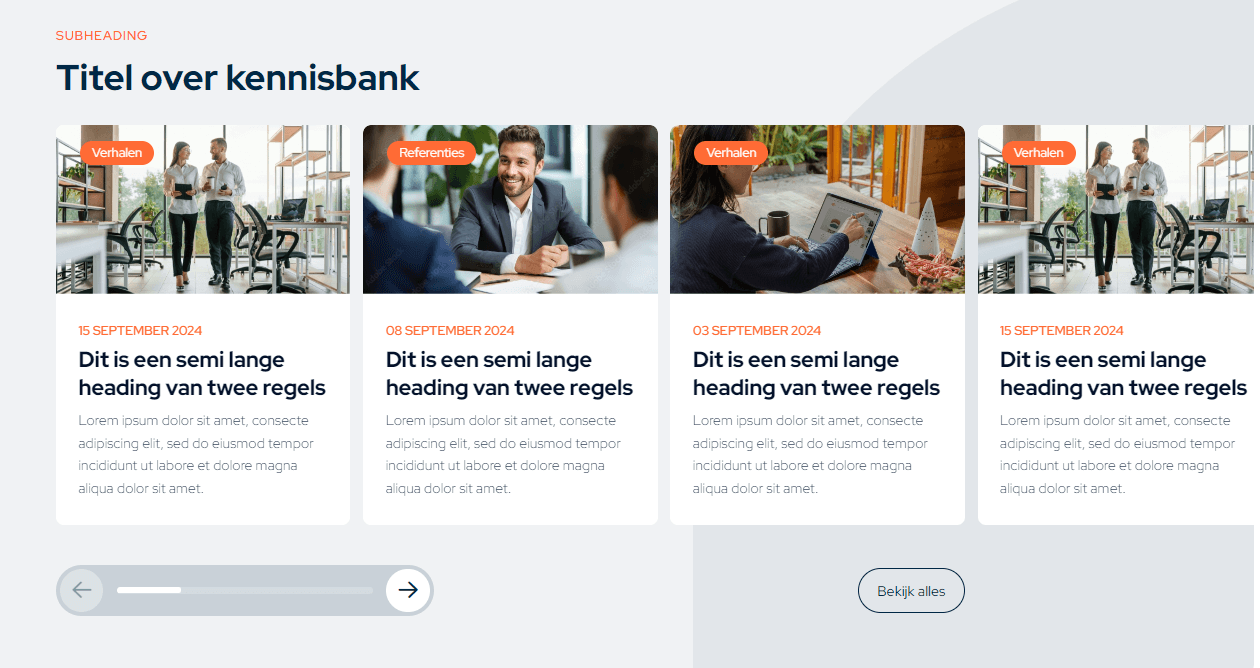 SUBHEADING
Titel over kennisbank
Verhalen
15 SEPTEMBER 2024
Dit is een semi lange
heading van twee regels
Lorem ipsum dolor sit amet, consecte
adipiscing elit, sed do eiusmod tempor
incididunt ut labore et dolore magna
aliqua dolor sit amet.
Referenties
08 SEPTEMBER 2024
Dit is een semi lange
heading van twee regels
Lorem ipsum dolor sit amet, consecte
adipiscing elit, sed do eiusmod tempor
incididunt ut labore et dolore magna
aliqua dolor sit amet.
Verhalen
03 SEPTEMBER 2024
Dit is een semi lange
heading van twee regels
Lorem ipsum dolor sit amet, consecte
adipiscing elit, sed do eiusmod tempor
incididunt ut labore et dolore magna
aliqua dolor sit amet.
Verhalen
15 SEPTEMBER 2024
Dit is een semi lange
heading van twee regels
Lorem ipsum dolor sit amet, consecte
adipiscing elit, sed do eiusmod tempor
incididunt ut labore et dolore magna
aliqua dolor sit amet.
Bekijk alles